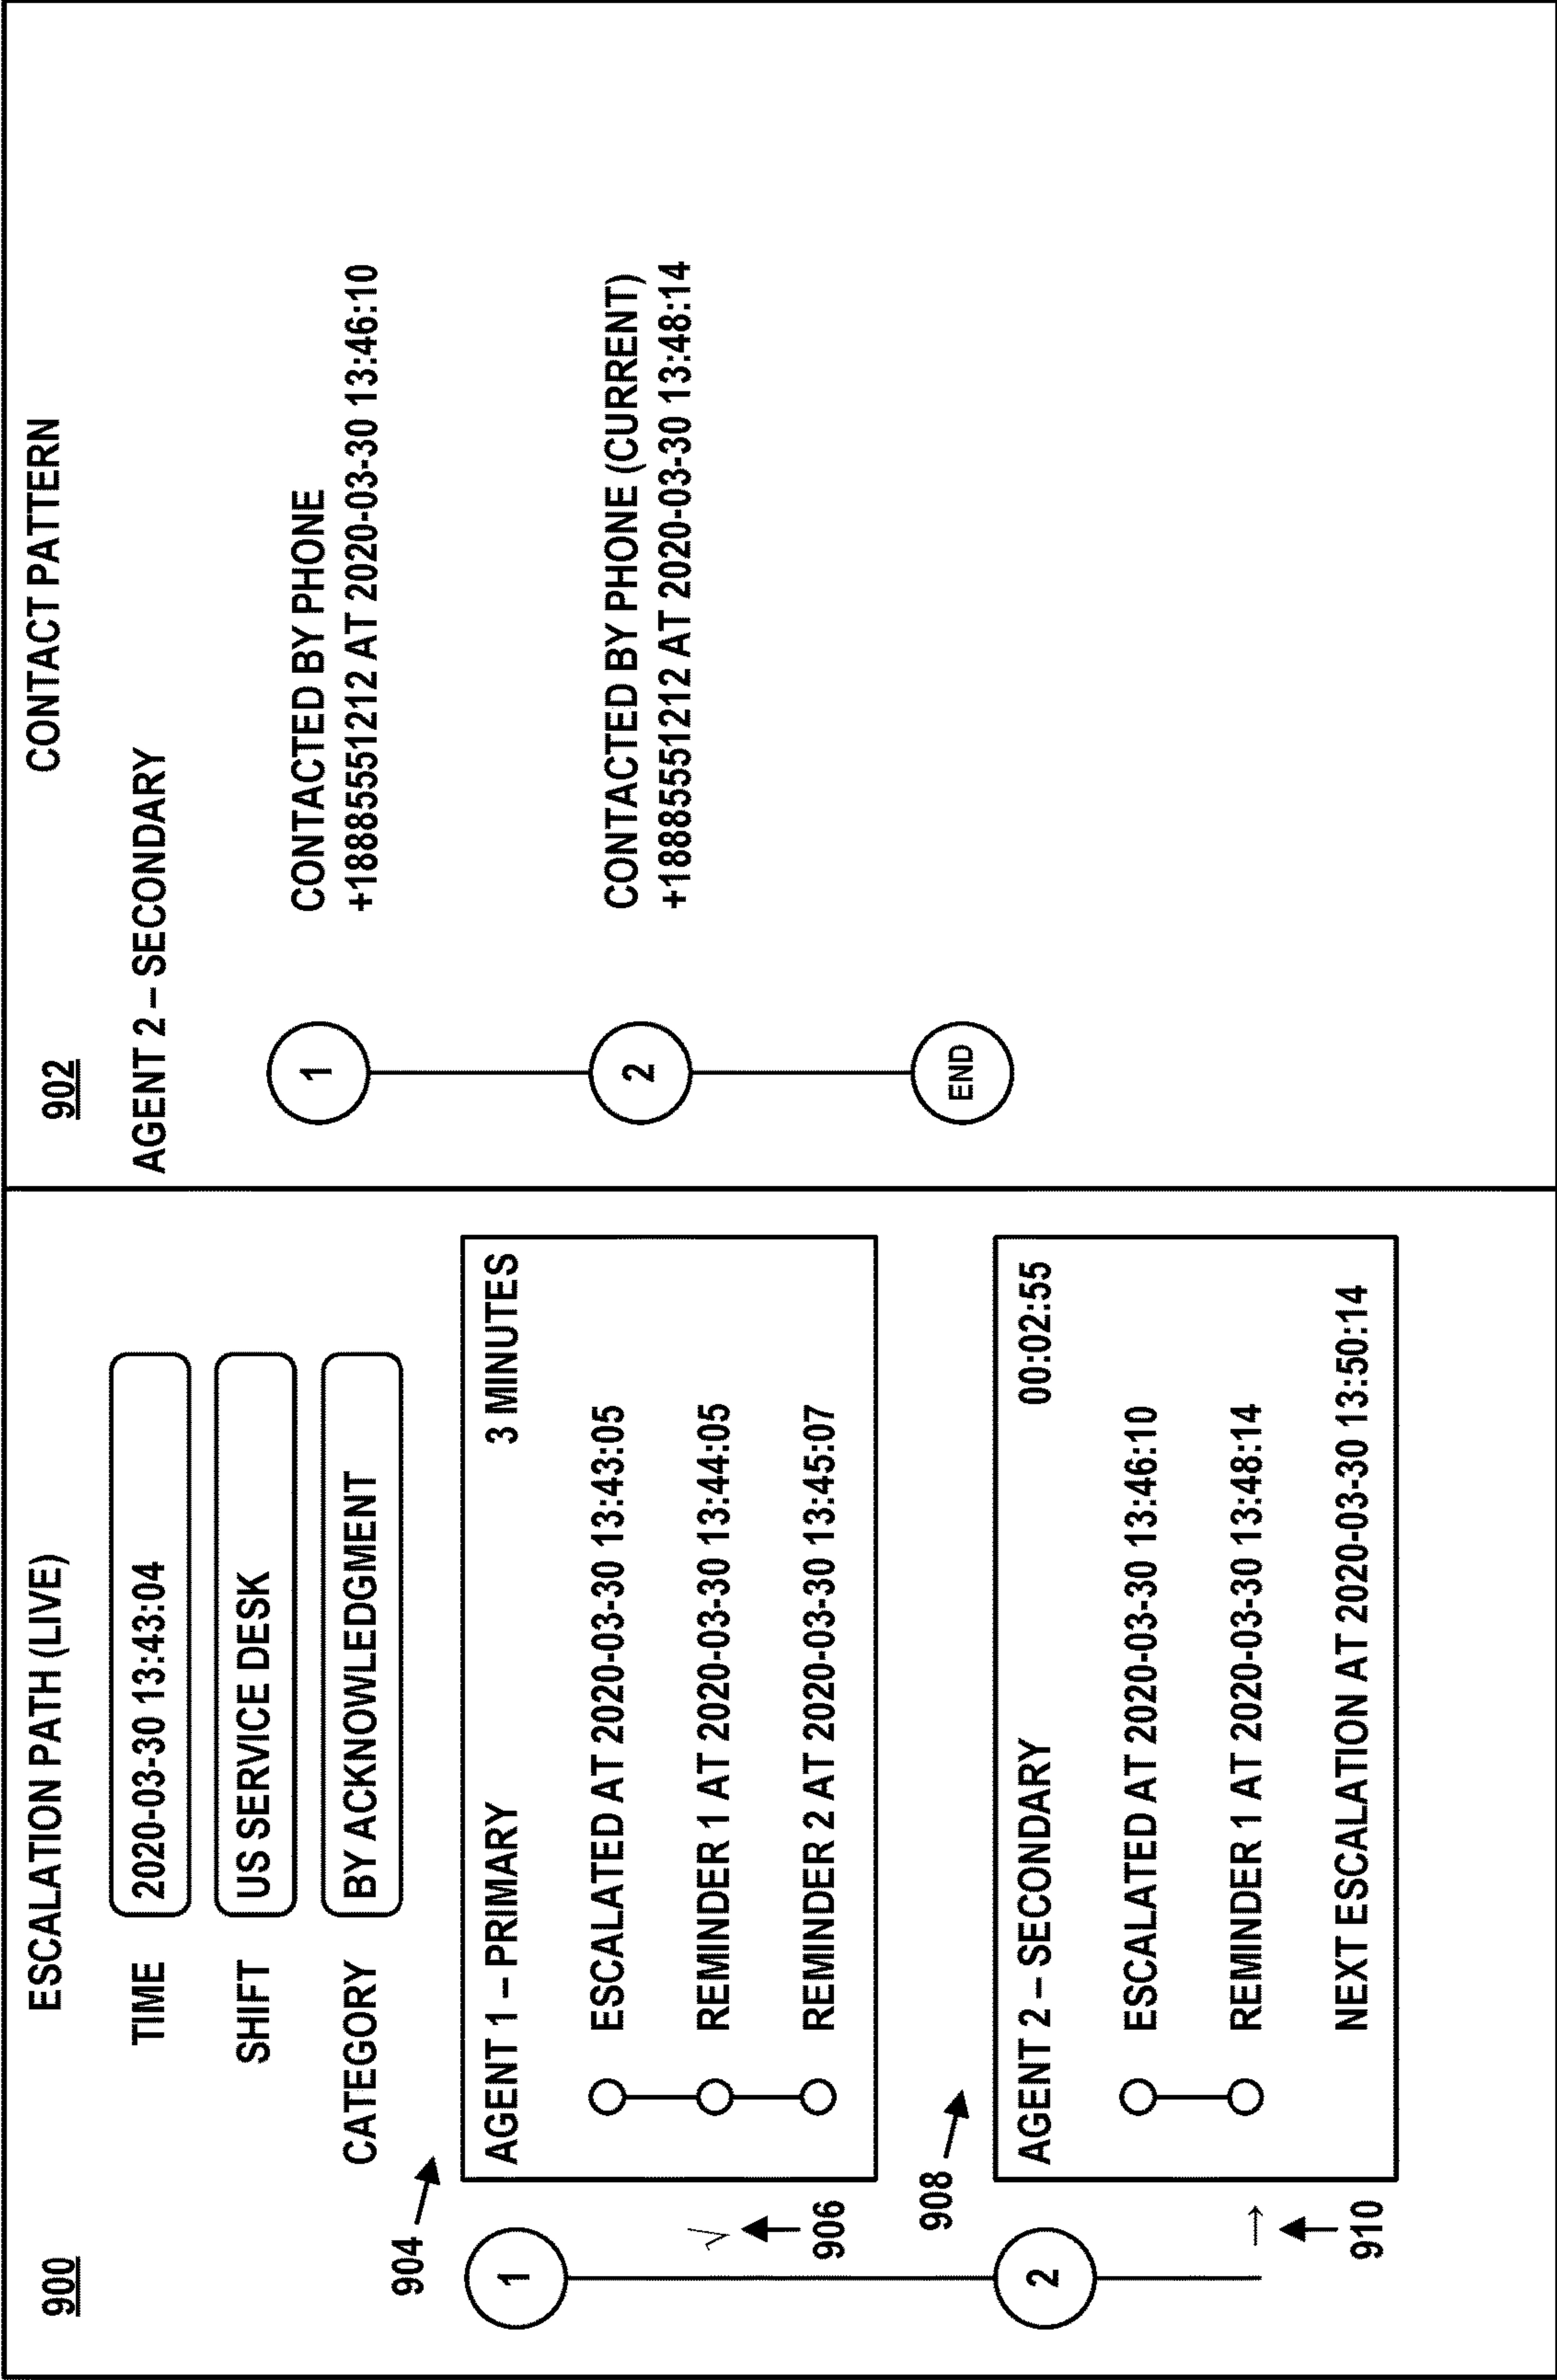 900
ESCALATION PATH (LIVE)
TIME 2020-03-30 13:43:04
SHIFT US SERVICE DESK
CATEGORY BY ACKNOWLEDGMENT
904
1
AGENT 1 – PRIMARY 3 MINUTES
ESCALATED AT 2020-03-30 13:43:05
REMINDER 1 AT 2020-03-30 13:44:05
REMINDER 2 AT 2020-03-30 13:45:07
√
906
908
2
AGENT 2 – SECONDARY 00:02:55
ESCALATED AT 2020-03-30 13:46:10
REMINDER 1 AT 2020-03-30 13:48:14
NEXT ESCALATION AT 2020-03-30 13:50:14
→
910
902
CONTACT PATTERN
AGENT 2 – SECONDARY
1
CONTACTED BY PHONE
+18885551212 AT 2020-03-30 13:46:10
2
CONTACTED BY PHONE (CURRENT)
+18885551212 AT 2020-03-30 13:48:14
END